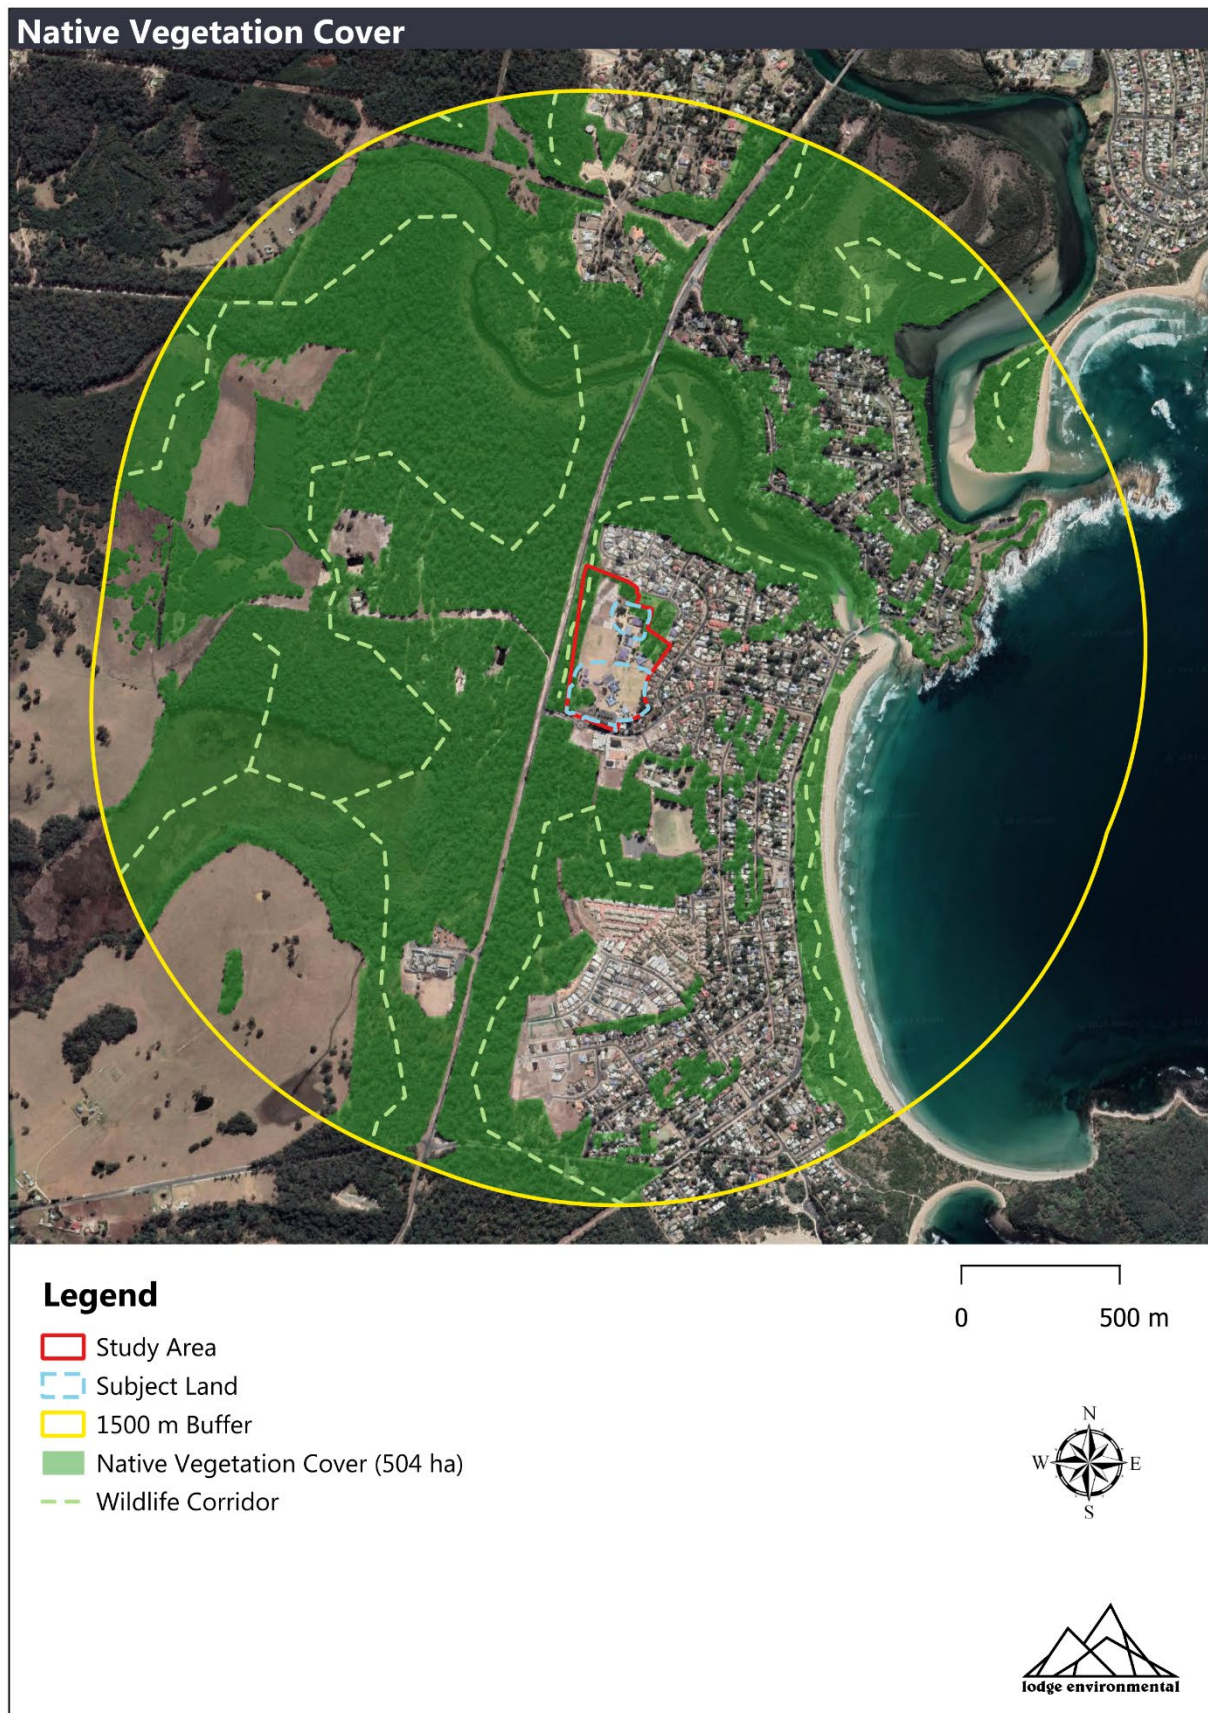 Native Vegetation Cover
Legend
Study Area
Subject Land
1500 m Buffer
Native Vegetation Cover (504 ha)
Wildlife Corridor
0 500 m
N
W E
S
lodge environmental